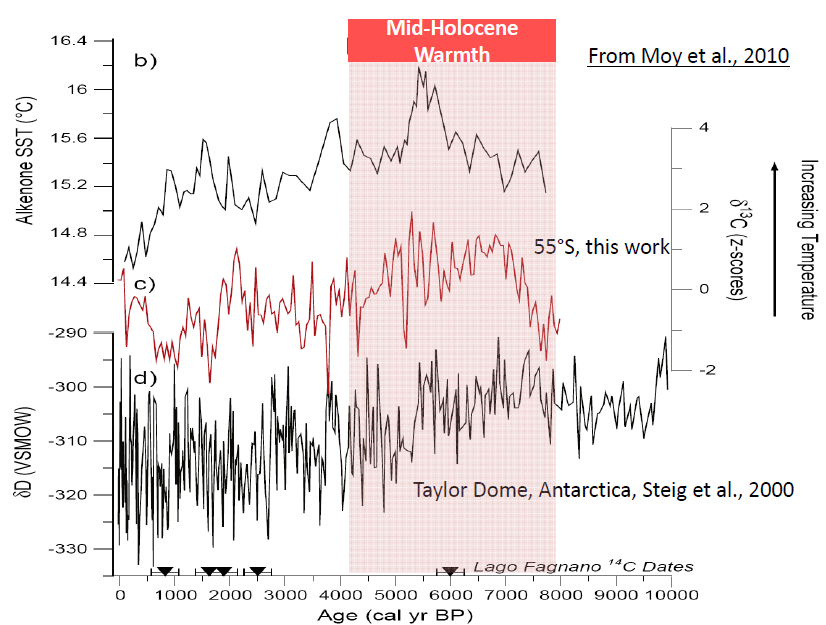 Mid-Holocene
Warmth
From Moy et al., 2010
b)
16.4
16
15.6
15.2
14.8
14.4
Alkenone SST (°C)
4
2
0
-2
δ¹³C (z-scores)
Increasing Temperature
55°S, this work
c)
-290
-300
-310
-320
-330
δD (VSMOW)
d)
Taylor Dome, Antarctica, Steig et al., 2000
Lago Fagnano ¹⁴C Dates
0 1000 2000 3000 4000 5000 6000 7000 8000 9000 10000
Age (cal yr BP)